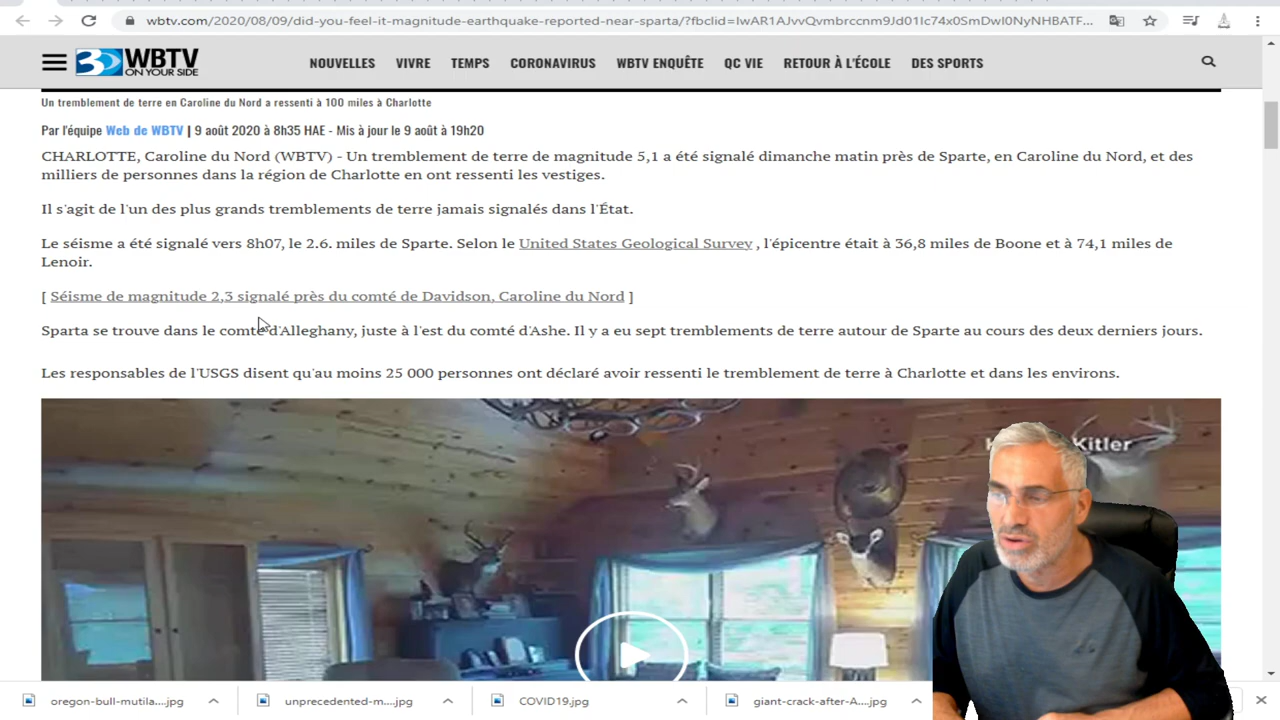 wbtv.com/2020/08/09/did-you-feel-it-magnitude-earthquake-reported-near-sparta/?fbclid=IwAR1AJvvQvmbrccnm9Jd01Ic74x0SmDwI0NyNHBATF...
3 WBTV
ON YOUR SIDE
NOUVELLES VIVRE TEMPS CORONAVIRUS WBTV ENQUÊTE QC VIE RETOUR À L'ÉCOLE DES SPORTS
Un tremblement de terre en Caroline du Nord a ressenti à 100 miles à Charlotte
Par l'équipe Web de WBTV | 9 août 2020 à 8h35 HAE - Mis à jour le 9 août à 19h20
CHARLOTTE, Caroline du Nord (WBTV) - Un tremblement de terre de magnitude 5,1 a été signalé dimanche matin près de Sparte, en Caroline du Nord, et des
milliers de personnes dans la région de Charlotte en ont ressenti les vestiges.
Il s'agit de l'un des plus grands tremblements de terre jamais signalés dans l'État.
Le séisme a été signalé vers 8h07, le 2.6. miles de Sparte. Selon le United States Geological Survey , l'épicentre était à 36,8 miles de Boone et à 74,1 miles de
Lenoir.
[ Séisme de magnitude 2,3 signalé près du comté de Davidson, Caroline du Nord ]
Sparta se trouve dans le comté d'Alleghany, juste à l'est du comté d'Ashe. Il y a eu sept tremblements de terre autour de Sparte au cours des deux derniers jours.
Les responsables de l'USGS disent qu'au moins 25 000 personnes ont déclaré avoir ressenti le tremblement de terre à Charlotte et dans les environs.
Kitler
oregon-bull-mutila....jpg unprecedented-m....jpg COVID19.jpg giant-crack-after-A....jpg